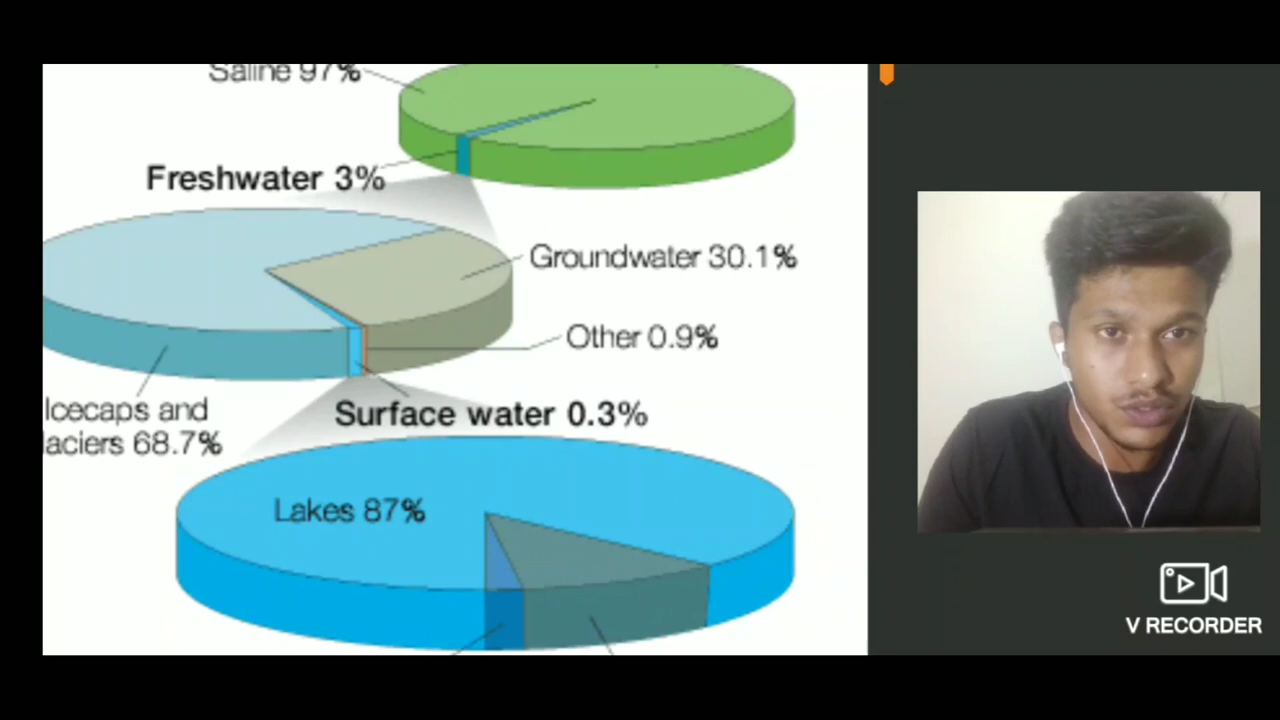 Saline 97%
Freshwater 3%
Groundwater 30.1%
Other 0.9%
Icecaps and
laciers 68.7%
Surface water 0.3%
Lakes 87%
V RECORDER